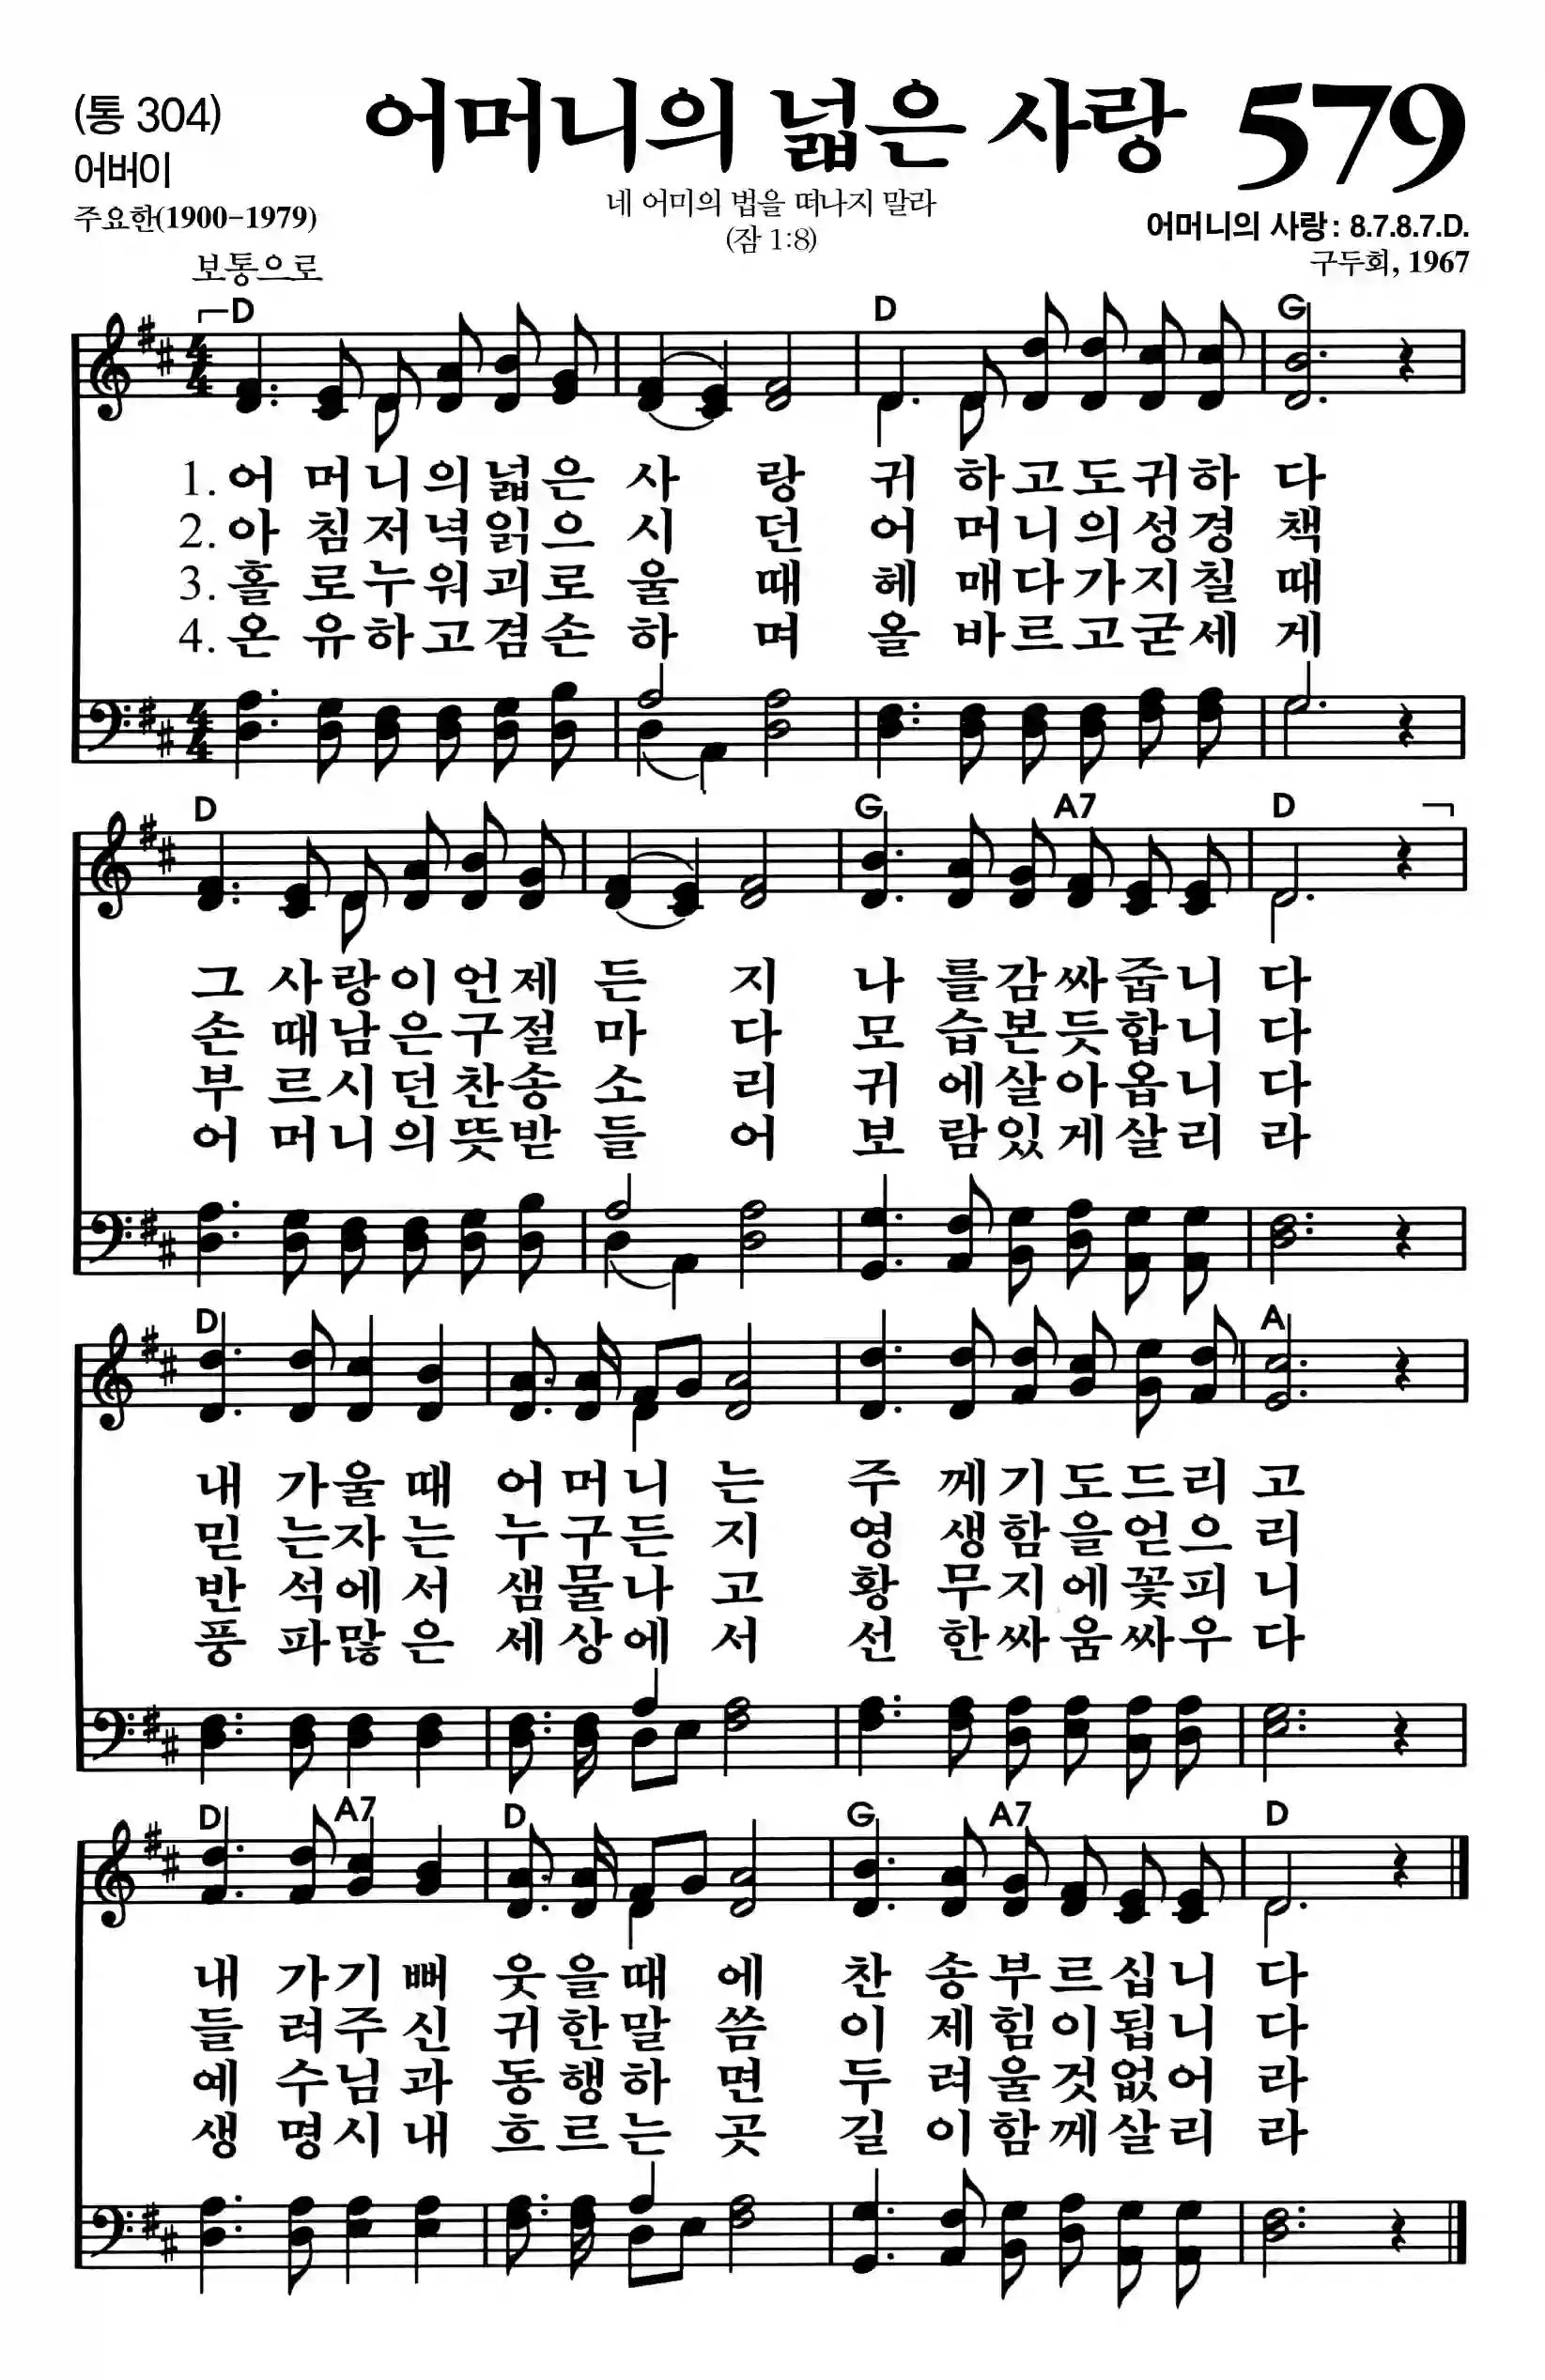 (통 304)
어머니의 넓은 사랑 579
어버이
네 어미의 법을 떠나지 말라
주요한(1900-1979)
(잠 1:8)
어머니의 사랑: 8.7.8.7.D.
구두회, 1967
보통으로
D D G
1. 어 머니의넓은 사 랑 귀 하고도귀하 다
2. 아 침저녁읽으 시 던 어 머니의성경 책
3. 홀 로누워괴로 울 때 헤 매다가지칠 때
4. 온 유하고겸손 하 며 올 바르고굳세 게
D G A7 D
그 사랑이언제 든 지 나 를감싸줍니 다
손 때남은구절 마 다 모 습본듯합니 다
부 르시던찬송 소 리 귀 에살아옵니 다
어 머니의뜻받 들 어 보 람있게살리 라
D A
내 가울때 어머니 는 주 께기도드리 고
믿 는자는 누구든 지 영 생함을얻으 리
반 석에서 샘물나 고 황 무지에꽃피 니
풍 파많은 세상에 서 선 한싸움싸우 다
D A7 D G A7 D
내 가기뻐 웃을때 에 찬 송부르십니 다
들 려주신 귀한말 씀 이 제힘이됩니 다
예 수님과 동행하 면 두 려울것없어 라
생 명시내 흐르는 곳 길 이함께살리 라